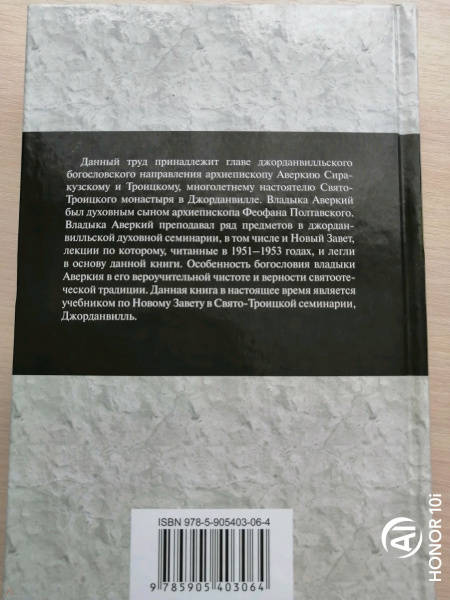 Данный труд принадлежит главе джорданвилльского
богословского направления архиепископу Аверкию Сира-
кузскому и Троицкому, многолетнему настоятелю Свято-
Троицкого монастыря в Джорданвилле. Владыка Аверкий
был духовным сыном архиепископа Феофана Полтавского.
Владыка Аверкий преподавал ряд предметов в джордан-
вилльской духовной семинарии, в том числе и Новый Завет,
лекции по которому, читанные в 1951—1953 годах, и легли
в основу данной книги. Особенность богословия владыки
Аверкия в его вероучительной чистоте и верности святооте-
ческой традиции. Данная книга в настоящее время является
учебником по Новому Завету в Свято-Троицкой семинарии,
Джорданвилль.
ISBN 978-5-905403-06-4
9 785905 403064
AI
HONOR 10i